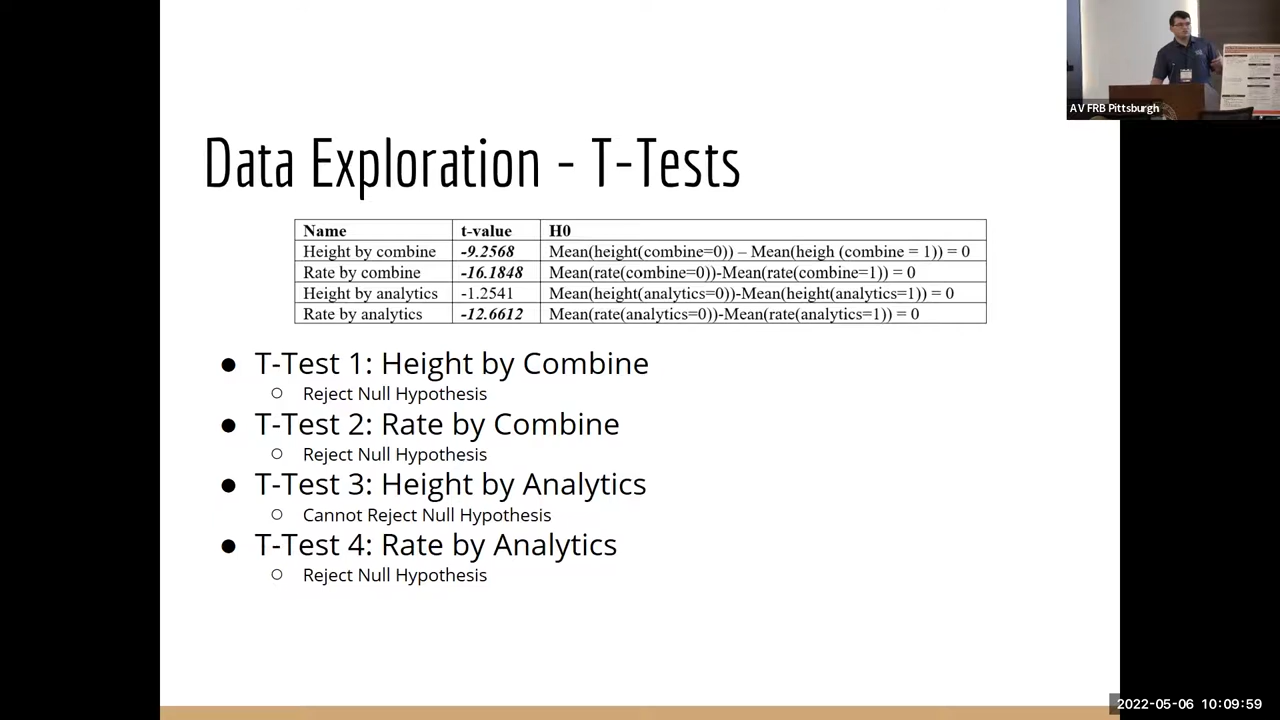 AV FRB Pittsburgh
Data Exploration - T-Tests
Name t-value H0
Height by combine -9.2568 Mean(height(combine=0)) – Mean(heigh (combine = 1)) = 0
Rate by combine -16.1848 Mean(rate(combine=0))-Mean(rate(combine=1)) = 0
Height by analytics -1.2541 Mean(height(analytics=0))-Mean(height(analytics=1)) = 0
Rate by analytics -12.6612 Mean(rate(analytics=0))-Mean(rate(analytics=1)) = 0
● T-Test 1: Height by Combine
○ Reject Null Hypothesis
● T-Test 2: Rate by Combine
○ Reject Null Hypothesis
● T-Test 3: Height by Analytics
○ Cannot Reject Null Hypothesis
● T-Test 4: Rate by Analytics
○ Reject Null Hypothesis
2022-05-06 10:09:59